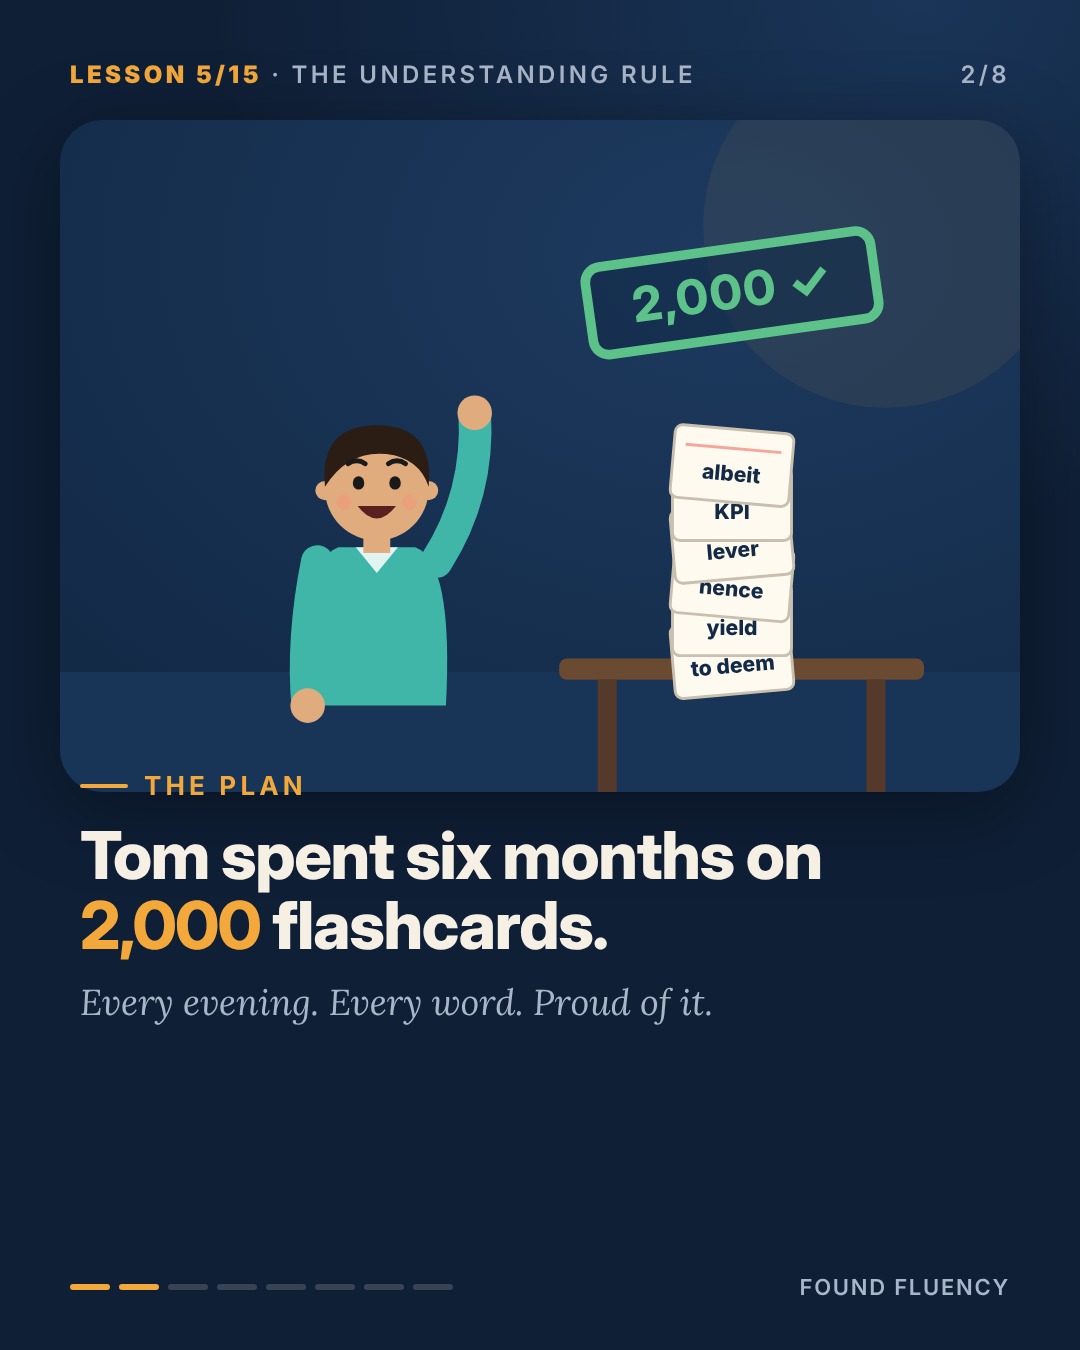 LESSON 5/15 · THE UNDERSTANDING RULE
2/8
2,000 ✓
albeit
KPI
lever
hence
yield
to deem
THE PLAN
Tom spent six months on
2,000 flashcards.
Every evening. Every word. Proud of it.
FOUND FLUENCY